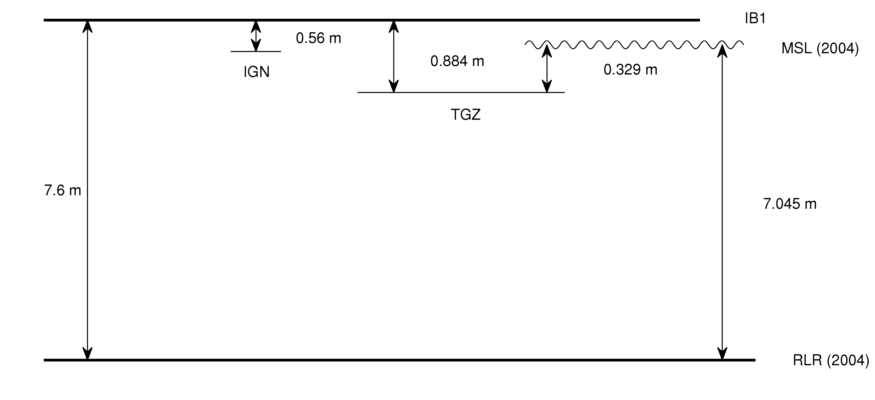 IB1
0.56 m
MSL (2004)
0.884 m
0.329 m
IGN
TGZ
7.6 m
7.045 m
RLR (2004)